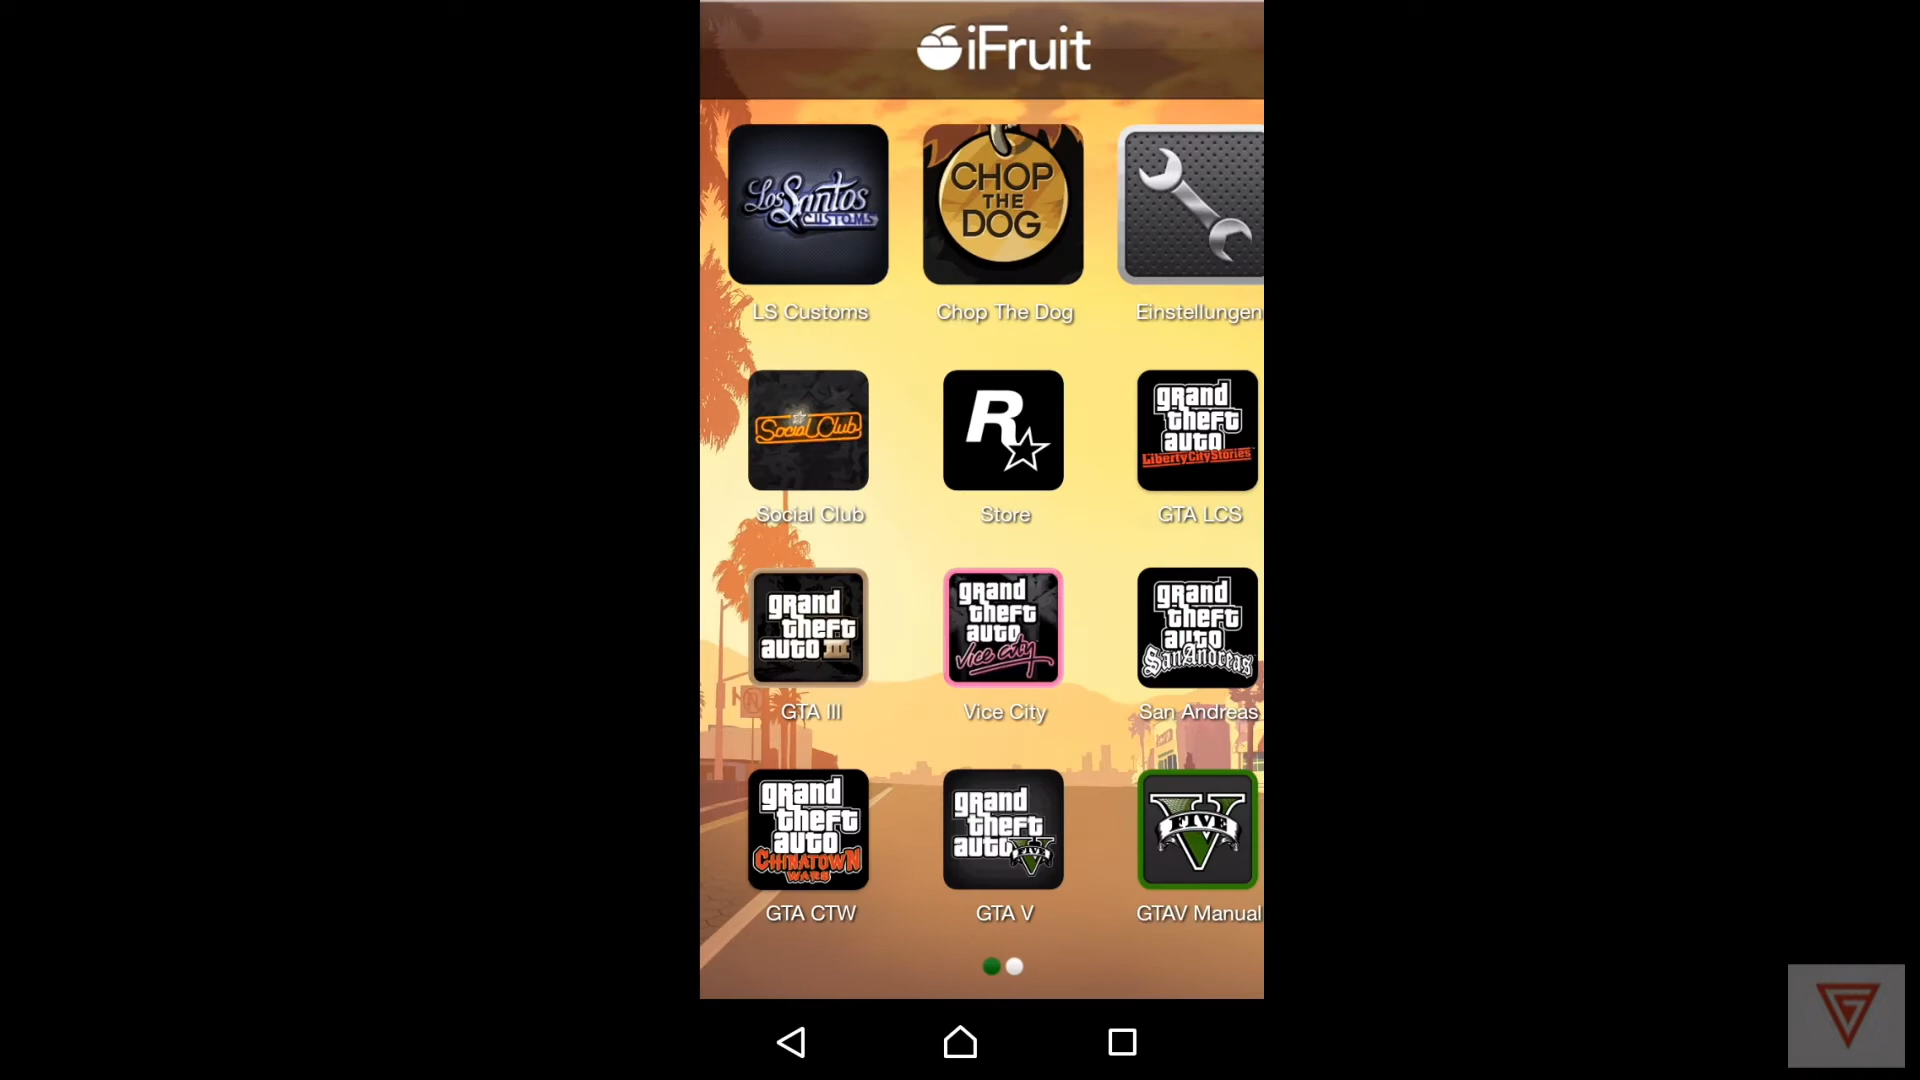 iFruit
Los Santos
CUSTOMS
CHOP
THE
DOG
LS Customs
Chop The Dog
Einstellungen
Social Club
R
grand
theft
auto
Liberty City Stories
Social Club
Store
GTA LCS
grand
theft
auto III
grand
theft
auto
Vice City
grand
theft
auto
San Andreas
GTA III
Vice City
San Andreas
grand
theft
auto
CHINATOWN
WARS
grand
theft
auto V
FIVE
V
FIVE
GTA CTW
GTA V
GTAV Manual